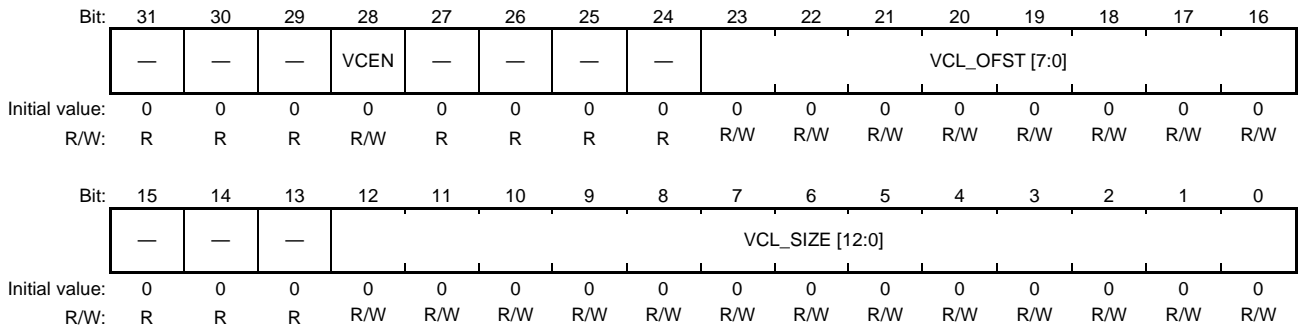 Bit: 31 30 29 28 27 26 25 24 23 22 21 20 19 18 17 16
— — — VCEN — — — — VCL_OFST [7:0]
Initial value: 0 0 0 0 0 0 0 0 0 0 0 0 0 0 0 0
R/W: R R R R/W R R R R R/W R/W R/W R/W R/W R/W R/W R/W
Bit: 15 14 13 12 11 10 9 8 7 6 5 4 3 2 1 0
— — — VCL_SIZE [12:0]
Initial value: 0 0 0 0 0 0 0 0 0 0 0 0 0 0 0 0
R/W: R R R R/W R/W R/W R/W R/W R/W R/W R/W R/W R/W R/W R/W R/W